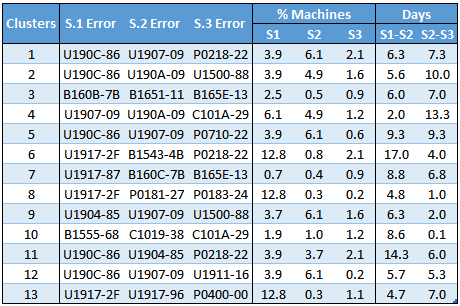 Clusters S.1 Error S.2 Error S.3 Error % Machines Days
S1 S2 S3 S1-S2 S2-S3
1 U190C-86 U1907-09 P0218-22 3.9 6.1 2.1 6.3 7.3
2 U190C-86 U190A-09 U1500-88 3.9 4.9 1.6 5.6 10.0
3 B160B-7B B1651-11 B165E-13 2.5 0.5 0.9 6.0 7.0
4 U1907-09 U190A-09 C101A-29 6.1 4.9 1.2 2.0 13.3
5 U190C-86 U1907-09 P0710-22 3.9 6.1 0.6 9.3 9.3
6 U1917-2F B1543-4B P0218-22 12.8 0.8 2.1 17.0 4.0
7 U1917-87 B160C-7B B165E-13 0.7 0.4 0.9 8.8 6.8
8 U1917-2F P0181-27 P0183-24 12.8 0.3 0.2 4.8 1.0
9 U1904-85 U1907-09 U1500-88 3.7 6.1 1.6 6.3 2.0
10 B1555-68 C1019-38 C101A-29 1.9 1.0 1.2 8.6 0.1
11 U190C-86 U1904-85 P0218-22 3.9 3.7 2.1 14.3 6.0
12 U190C-86 U1907-09 U1911-16 3.9 6.1 0.2 5.7 5.3
13 U1917-2F U1917-96 P0400-00 12.8 0.3 1.1 4.7 7.0